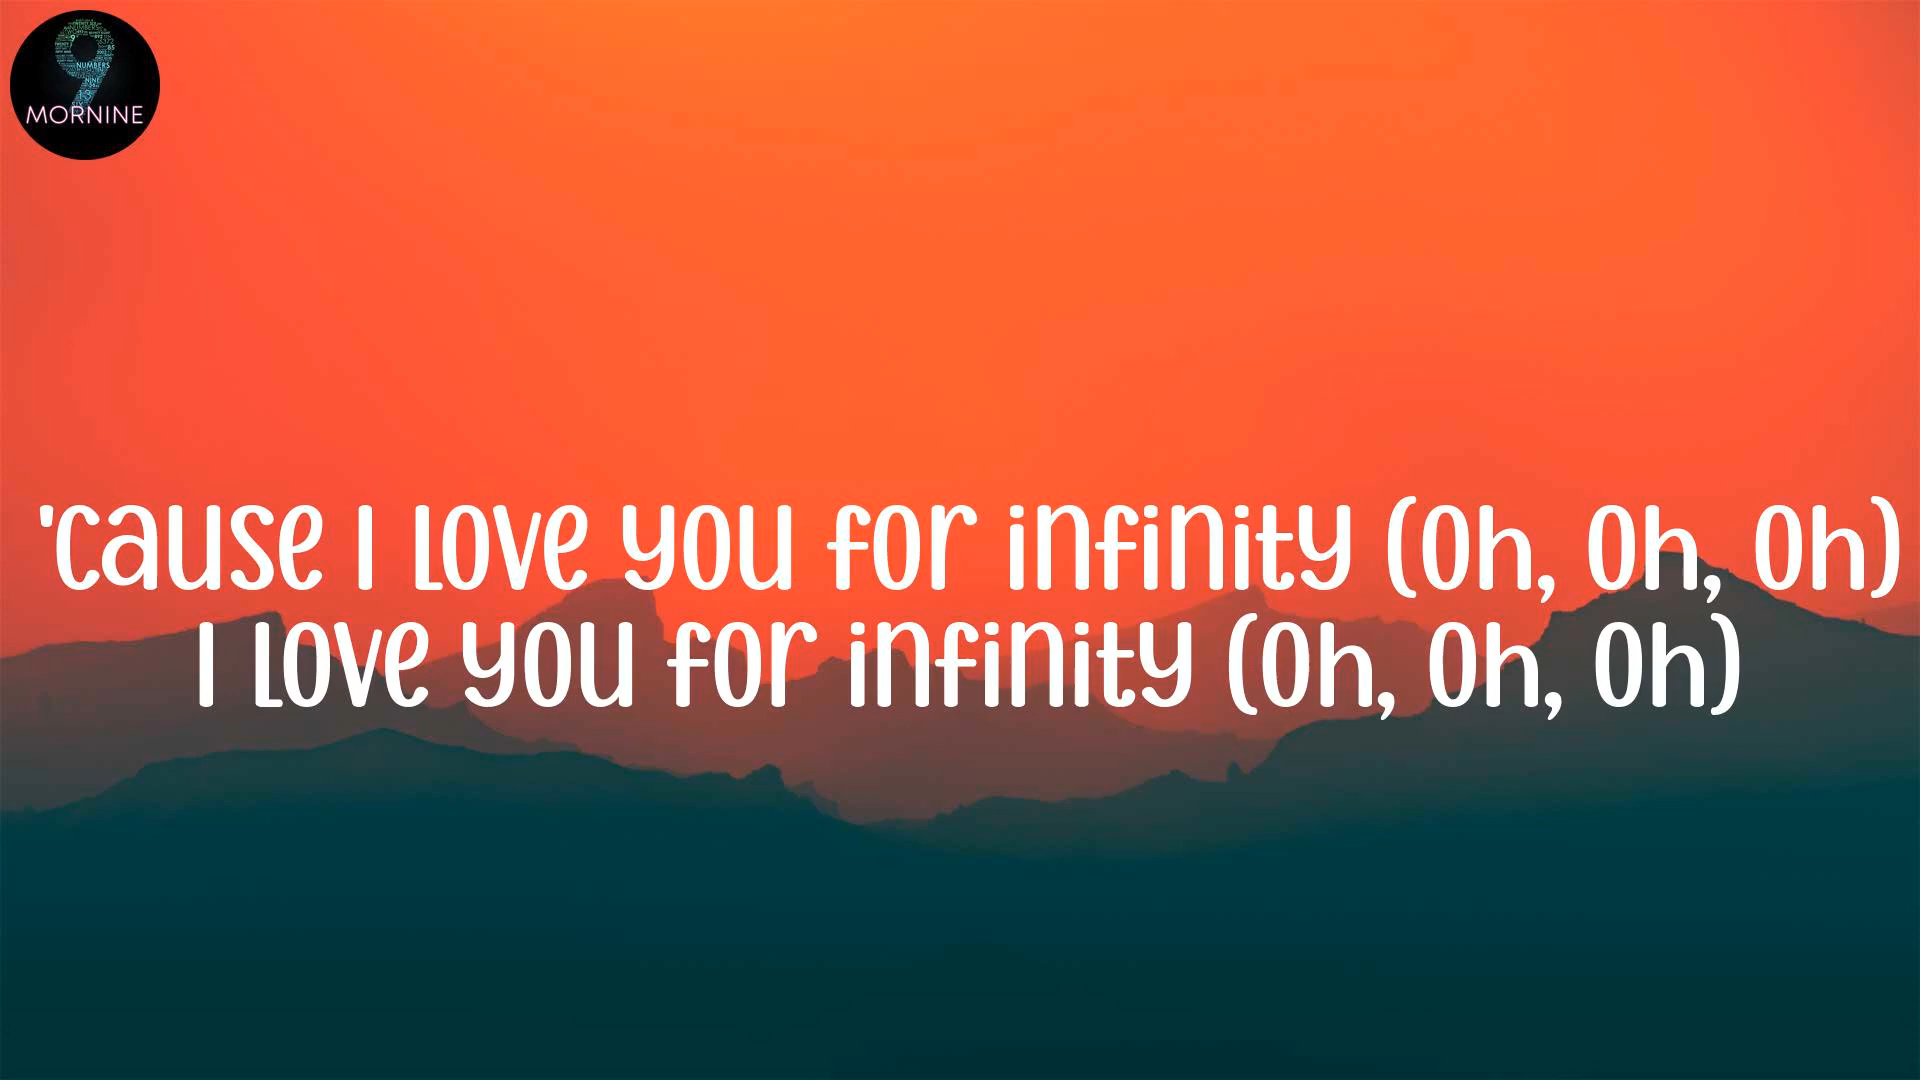 MORNINE
'cause I love you for infinity (Oh, Oh, Oh)
I love you for infinity (Oh, Oh, Oh)